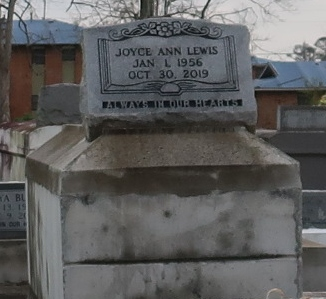 JOYCE ANN LEWIS
JAN 1, 1956
OCT 30, 2019
ALWAYS IN OUR HEARTS